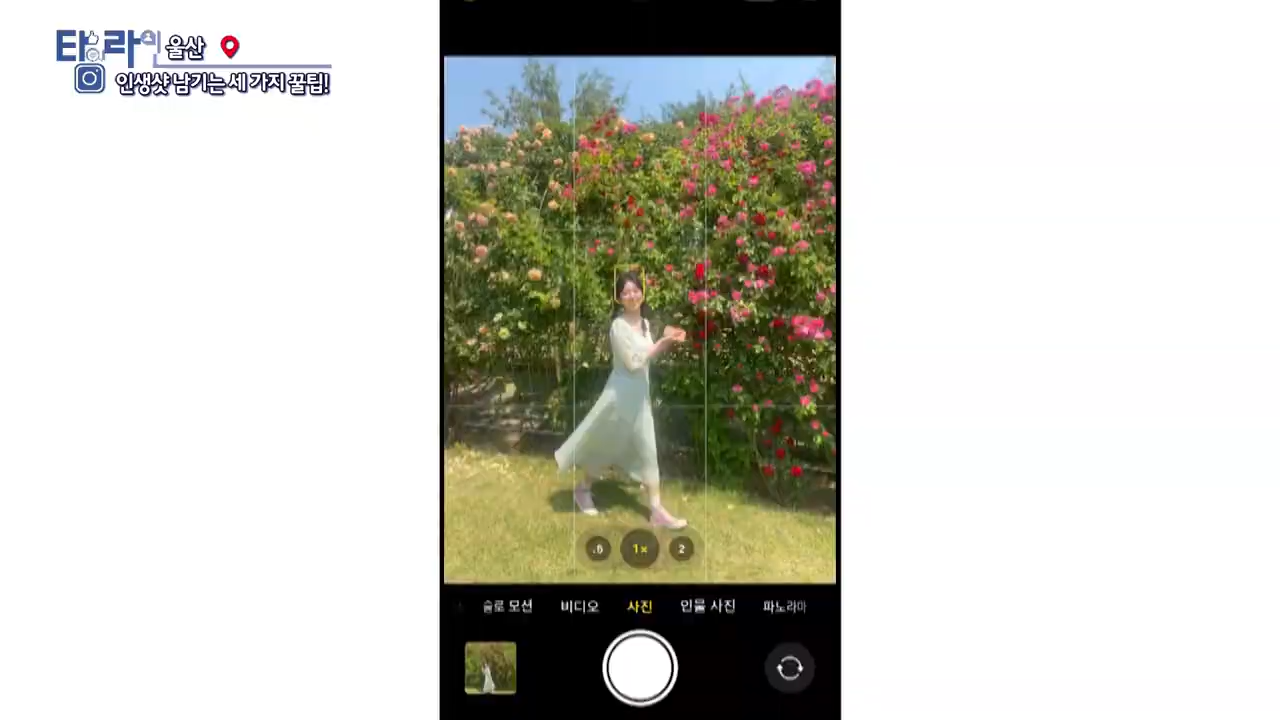 타라 울산
인생샷 남기는 세 가지 꿀팁!
.6 1× 2
슬로 모션 비디오 사진 인물 사진 파노라마